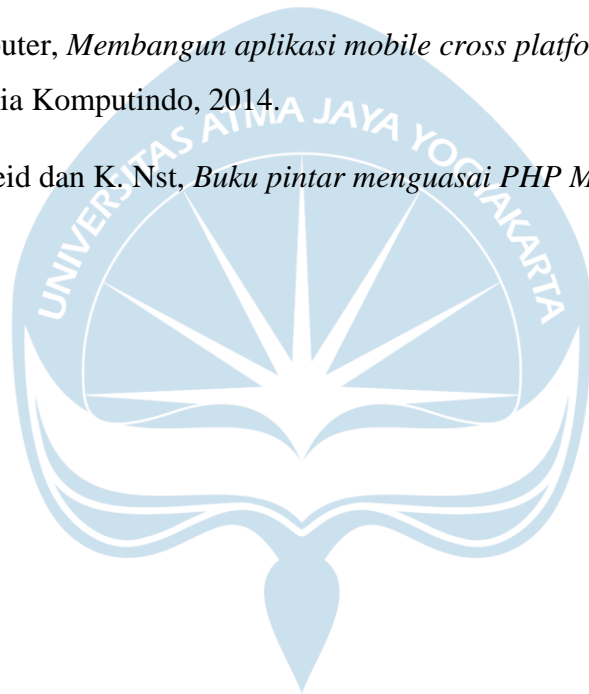 puter, Membangun aplikasi mobile cross platfo
ia Komputindo, 2014.
UNIVERSITAS ATMA JAYA YOGYAKARTA
eid dan K. Nst, Buku pintar menguasai PHP M